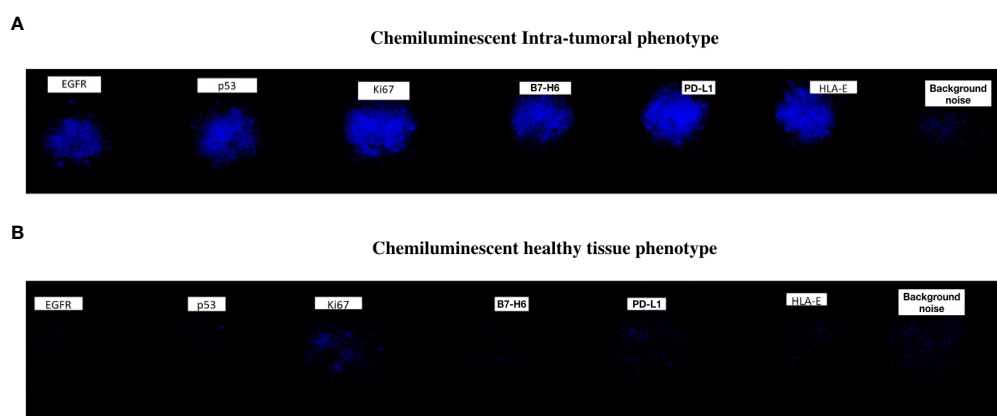 A
Chemiluminescent Intra-tumoral phenotype
EGFR
p53
Ki67
B7-H6
PD-L1
HLA-E
Background
noise
B
Chemiluminescent healthy tissue phenotype
EGFR
p53
Ki67
B7-H6
PD-L1
HLA-E
Background
noise